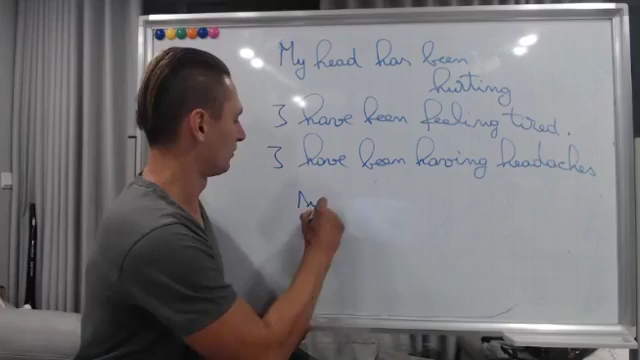 My head has been
hurting
I have been feeling tired.
I have been having headaches